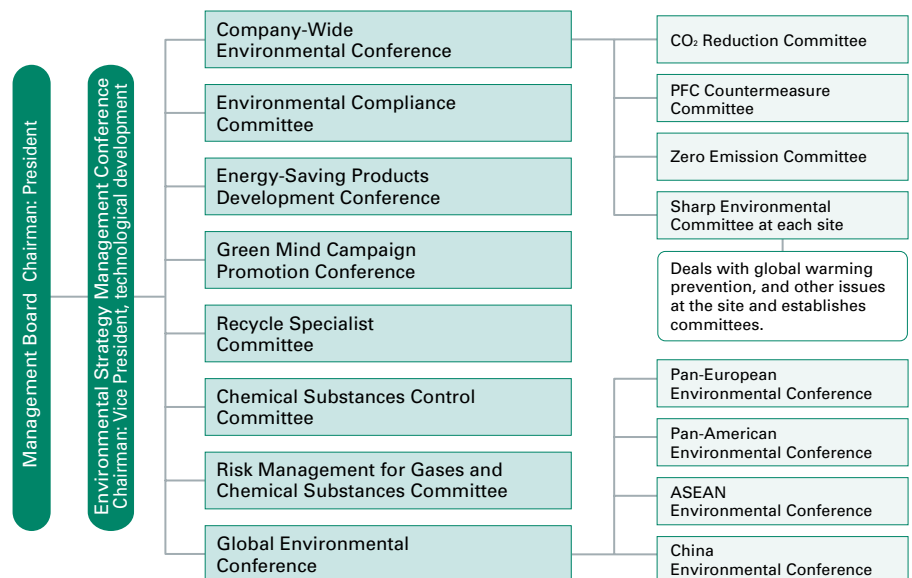 Management Board Chairman: President
Environmental Strategy Management Conference
Chairman: Vice President, technological development
Company-Wide
Environmental Conference
Environmental Compliance
Committee
Energy-Saving Products
Development Conference
Green Mind Campaign
Promotion Conference
Recycle Specialist
Committee
Chemical Substances Control
Committee
Risk Management for Gases and
Chemical Substances Committee
Global Environmental
Conference
CO₂ Reduction Committee
PFC Countermeasure
Committee
Zero Emission Committee
Sharp Environmental
Committee at each site
Deals with global warming
prevention, and other issues
at the site and establishes
committees.
Pan-European
Environmental Conference
Pan-American
Environmental Conference
ASEAN
Environmental Conference
China
Environmental Conference